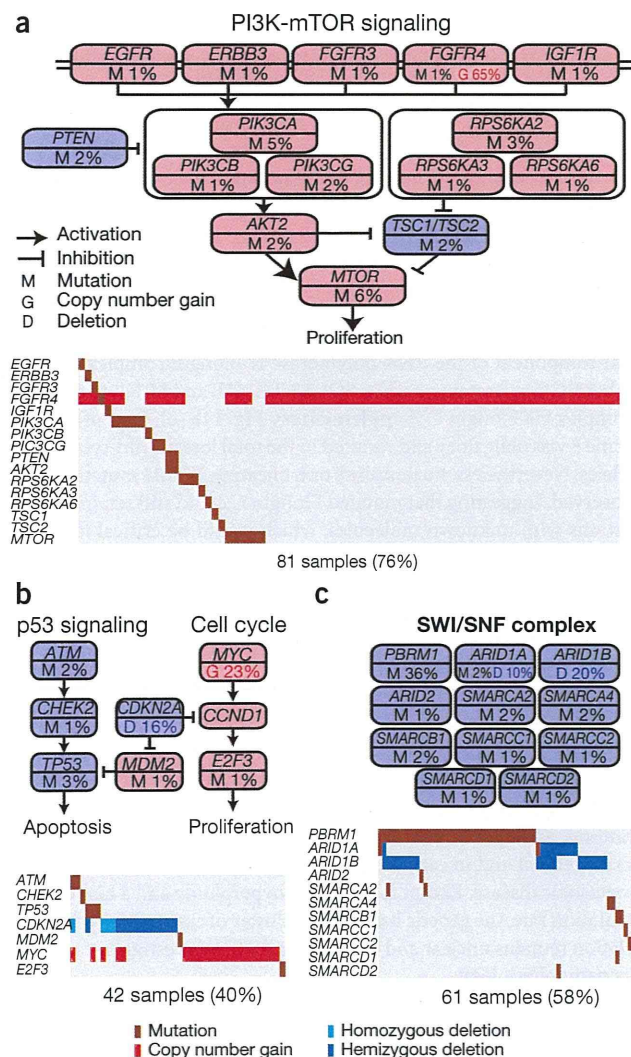 a
PI3K-mTOR signaling
EGFR ERBB3 FGFR3 FGFR4 IGF1R
M 1% M 1% M 1% M 1% G 65% M 1%
PTEN
M 2%
PIK3CA
M 5%
PIK3CB PIK3CG
M 1% M 2%
RPS6KA2
M 3%
RPS6KA3 RPS6KA6
M 1% M 1%
AKT2
M 2%
TSC1/TSC2
M 2%
MTOR
M 6%
Proliferation
Activation
Inhibition
M Mutation
G Copy number gain
D Deletion
EGFR
ERBB3
FGFR3
FGFR4
IGF1R
PIK3CA
PIK3CB
PIC3CG
PTEN
AKT2
RPS6KA2
RPS6KA3
RPS6KA6
TSC1
TSC2
MTOR
81 samples (76%)
b
p53 signaling
Cell cycle
ATM
M 2%
MYC
G 23%
CHEK2
M 1%
CDKN2A
D 16%
CCND1
TP53
M 3%
MDM2
M 1%
E2F3
M 1%
Apoptosis
Proliferation
ATM
CHEK2
TP53
CDKN2A
MDM2
MYC
E2F3
42 samples (40%)
c
SWI/SNF complex
PBRM1 ARID1A ARID1B
M 36% M 2% D 10% D 20%
ARID2 SMARCA2 SMARCA4
M 1% M 2% M 2%
SMARCB1 SMARCC1 SMARCC2
M 2% M 1% M 1%
SMARCD1 SMARCD2
M 1% M 1%
PBRM1
ARID1A
ARID1B
ARID2
SMARCA2
SMARCA4
SMARCB1
SMARCC1
SMARCC2
SMARCD1
SMARCD2
61 samples (58%)
Mutation
Copy number gain
Homozygous deletion
Hemizygous deletion